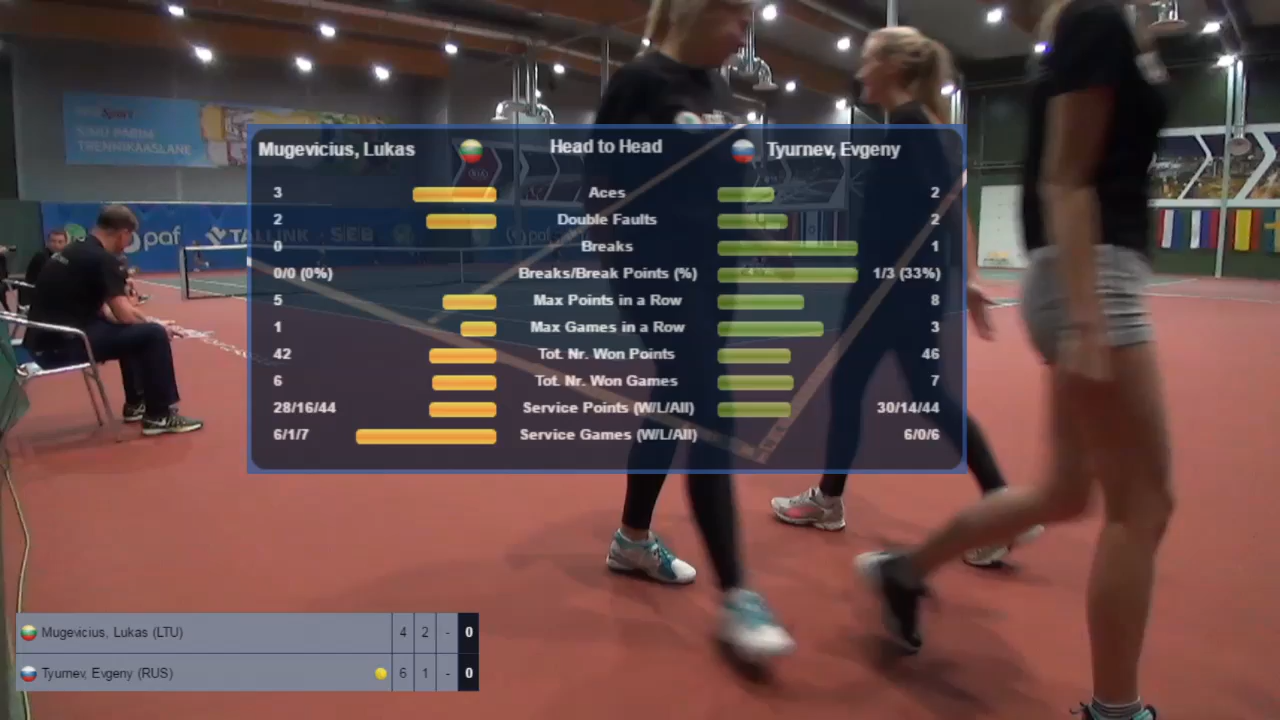 SINU PARIM
TRENNIKAASLANE
paf TALLINK SEB paf
Mugevicius, Lukas Head to Head Tyurnev, Evgeny
3 Aces 2
2 Double Faults 2
0 Breaks 1
0/0 (0%) Breaks/Break Points (%) 1/3 (33%)
5 Max Points in a Row 8
1 Max Games in a Row 3
42 Tot. Nr. Won Points 46
6 Tot. Nr. Won Games 7
28/16/44 Service Points (W/L/All) 30/14/44
6/1/7 Service Games (W/L/All) 6/0/6
Mugevicius, Lukas (LTU) 4 2 - 0
Tyurnev, Evgeny (RUS) 6 1 - 0